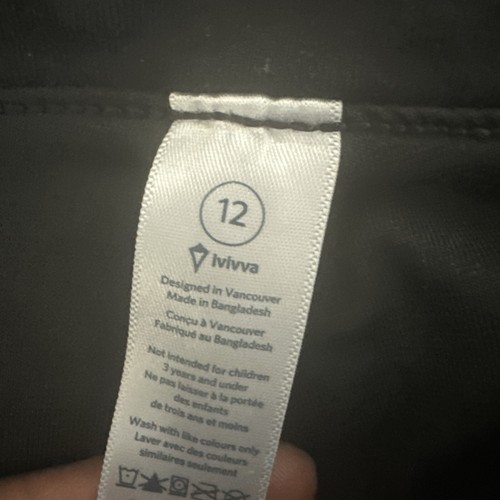 12
ivivva
Designed in Vancouver
Made in Bangladesh
Conçu à Vancouver
Fabriqué au Bangladesh
Not intended for children
3 years and under
Ne pas laisser à la portée
des enfants
de trois ans et moins
Wash with like colours only
Laver avec des couleurs
similaires seulement